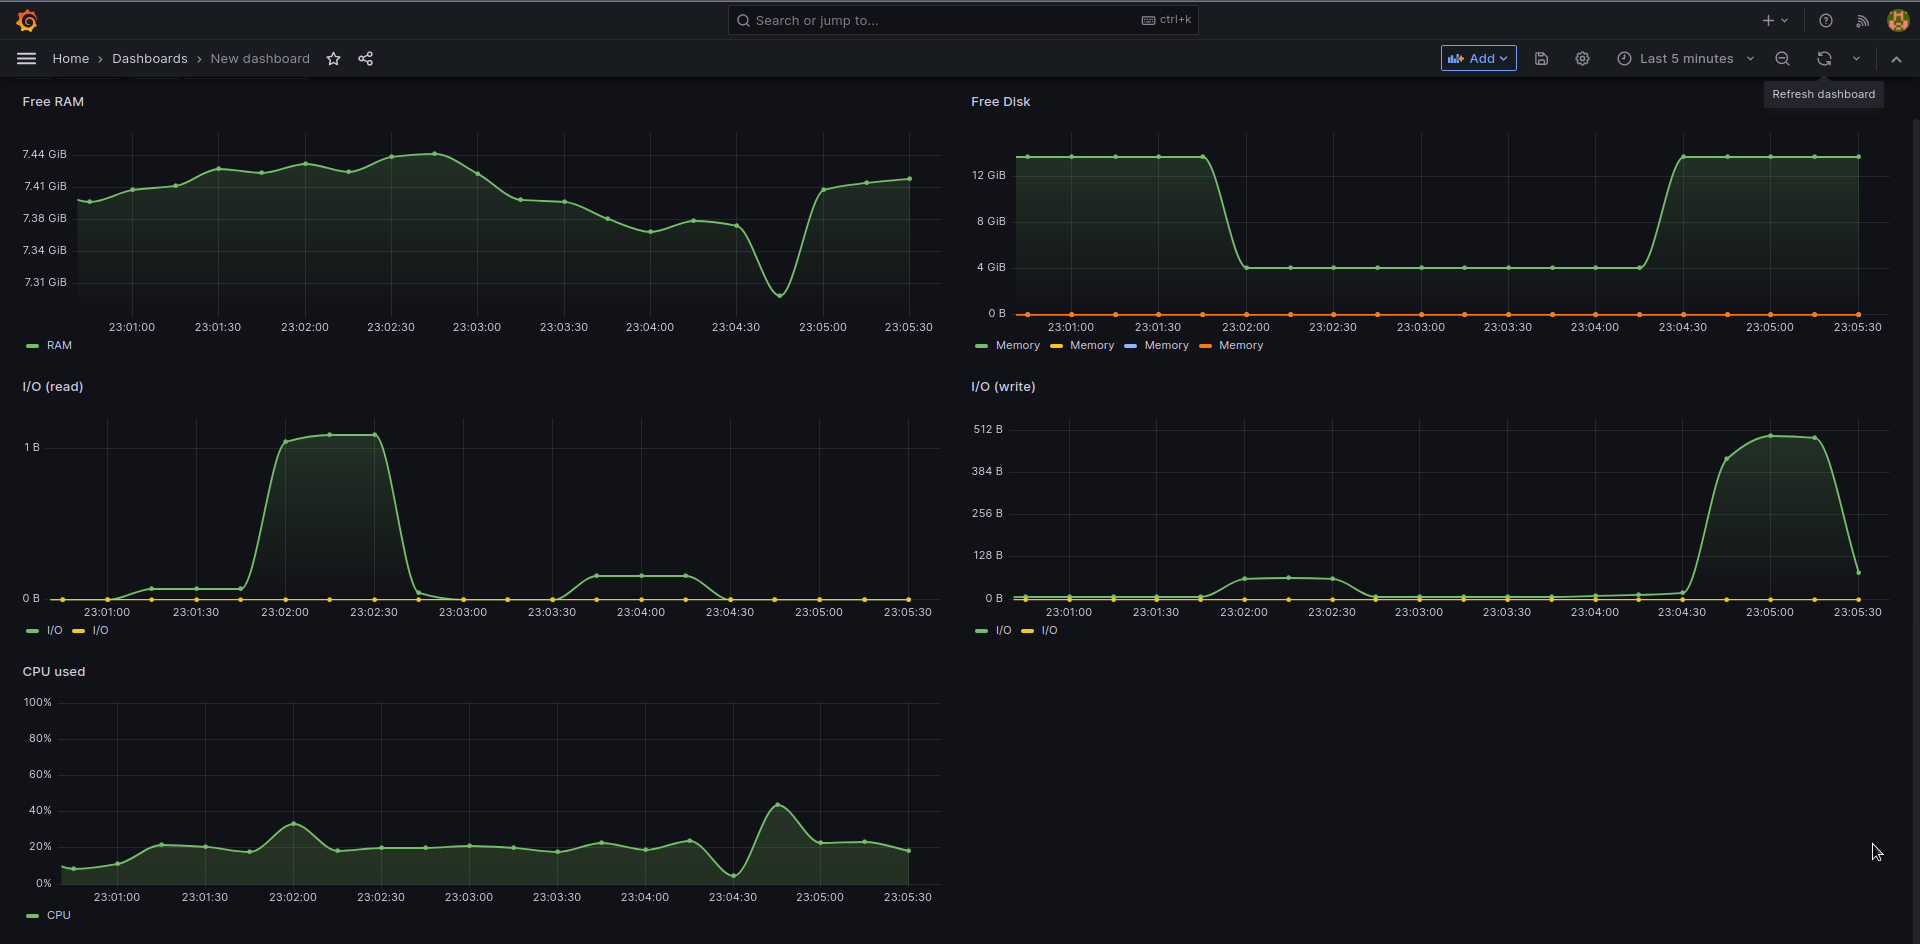 Search or jump to... ctrl+k
Home › Dashboards › New dashboard Add Last 5 minutes
Refresh dashboard
Free RAM
7.44 GiB
7.41 GiB
7.38 GiB
7.34 GiB
7.31 GiB
23:01:00 23:01:30 23:02:00 23:02:30 23:03:00 23:03:30 23:04:00 23:04:30 23:05:00 23:05:30
RAM
Free Disk
12 GiB
8 GiB
4 GiB
0 B
23:01:00 23:01:30 23:02:00 23:02:30 23:03:00 23:03:30 23:04:00 23:04:30 23:05:00 23:05:30
Memory Memory Memory Memory
I/O (read)
1 B
0 B
23:01:00 23:01:30 23:02:00 23:02:30 23:03:00 23:03:30 23:04:00 23:04:30 23:05:00 23:05:30
I/O I/O
I/O (write)
512 B
384 B
256 B
128 B
0 B
23:01:00 23:01:30 23:02:00 23:02:30 23:03:00 23:03:30 23:04:00 23:04:30 23:05:00 23:05:30
I/O I/O
CPU used
100%
80%
60%
40%
20%
0%
23:01:00 23:01:30 23:02:00 23:02:30 23:03:00 23:03:30 23:04:00 23:04:30 23:05:00 23:05:30
CPU